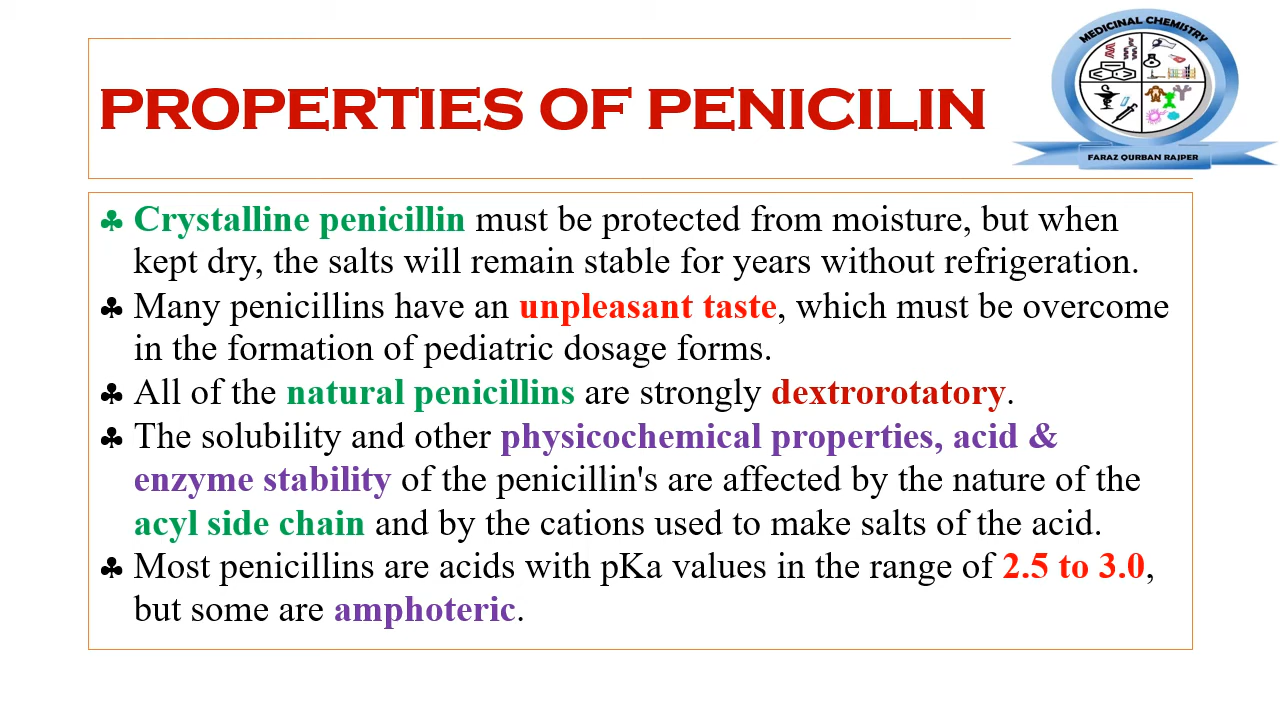 MEDICINAL CHEMISTRY
PROPERTIES OF PENICILIN
FARAZ QURBAN RAJPER
♣ Crystalline penicillin must be protected from moisture, but when
kept dry, the salts will remain stable for years without refrigeration.
♣ Many penicillins have an unpleasant taste, which must be overcome
in the formation of pediatric dosage forms.
♣ All of the natural penicillins are strongly dextrorotatory.
♣ The solubility and other physicochemical properties, acid &
enzyme stability of the penicillin's are affected by the nature of the
acyl side chain and by the cations used to make salts of the acid.
♣ Most penicillins are acids with pKa values in the range of 2.5 to 3.0,
but some are amphoteric.